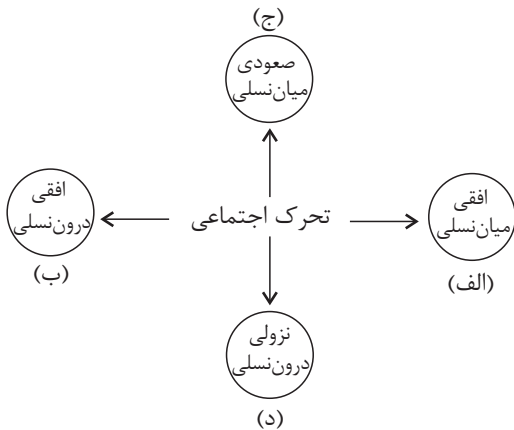 (ج)
صعودی
میان‌نسلی
افقی
میان‌نسلی
(الف)
تحرک اجتماعی
افقی
درون‌نسلی
(ب)
نزولی
درون‌نسلی
(د)